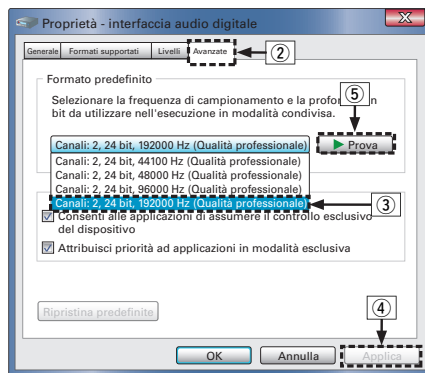 Proprietà - interfaccia audio digitale
Generale Formati supportati Livelli Avanzate ②
Formato predefinito
⑤
Selezionare la frequenza di campionamento e la
bit da utilizzare nell'esecuzione in modalità condivisa.
Canali: 2, 24 bit, 192000 Hz (Qualità professionale) Prova
Canali: 2, 24 bit, 44100 Hz (Qualità professionale)
Canali: 2, 24 bit, 48000 Hz (Qualità professionale)
Canali: 2, 24 bit, 96000 Hz (Qualità professionale)
Canali: 2, 24 bit, 192000 Hz (Qualità professionale) ③
Consenti alle applicazioni di assumere il controllo esclusivo
del dispositivo
Attribuisci priorità ad applicazioni in modalità esclusiva
Ripristina predefinite
④
OK Annulla Applica